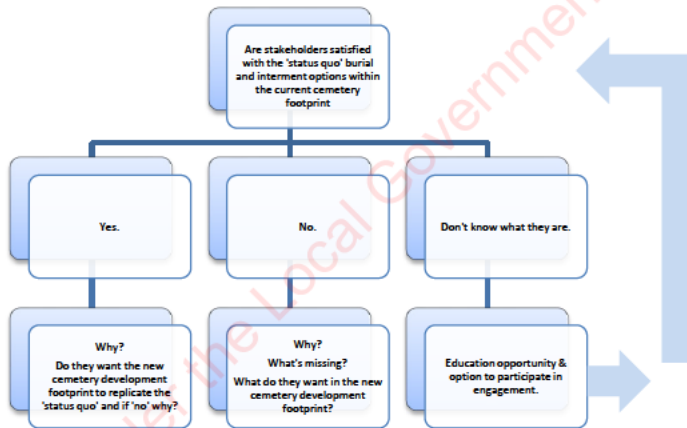 Are stakeholders satisfied
with the 'status quo' burial
and interment options within
the current cemetery
footprint
Yes.
No.
Don't know what they are.
Why?
Do they want the new
cemetery development
footprint to replicate the
'status quo' and if 'no' why?
Why?
What's missing?
What do they want in the new
cemetery development
footprint?
Education opportunity &
option to participate in
engagement.
the Local Government